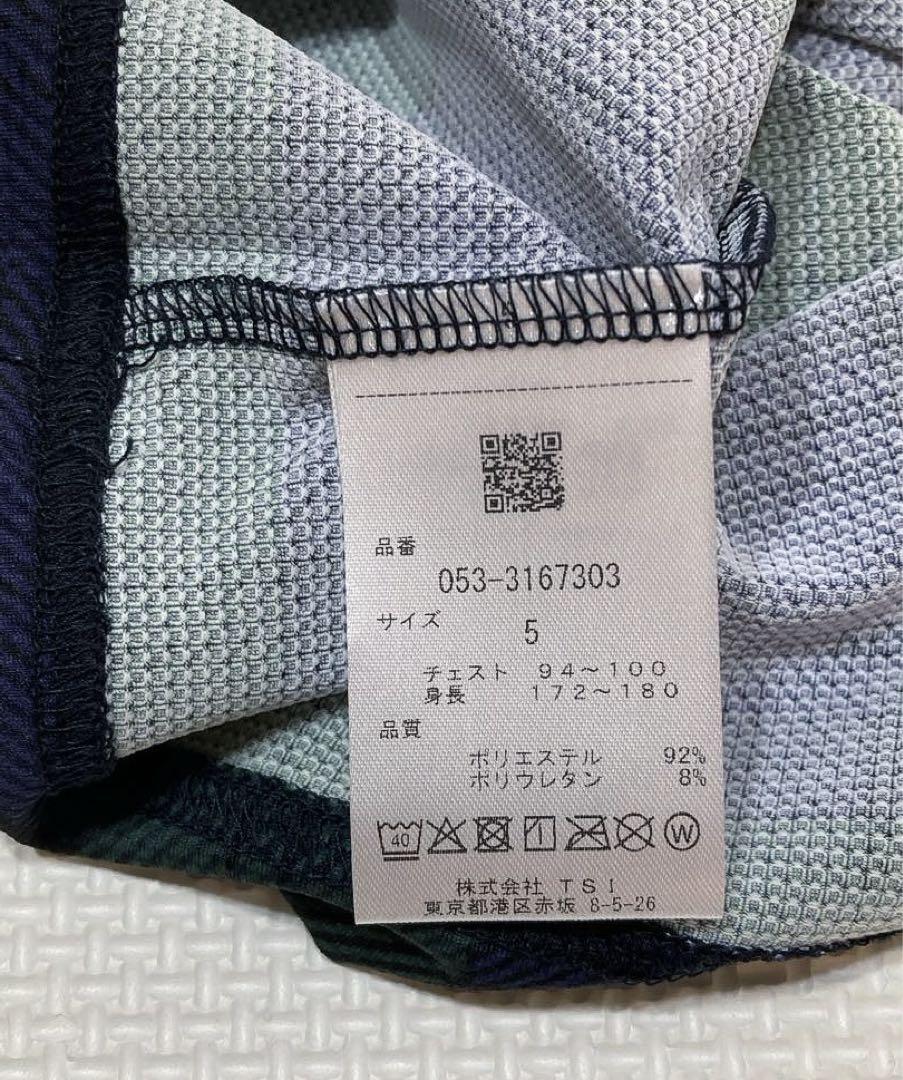 品番
053-3167303
サイズ
5
チェスト 94～100
身長 172～180
品質
ポリエステル 92%
ポリウレタン 8%
40
W
株式会社 TSI
東京都港区赤坂 8-5-26